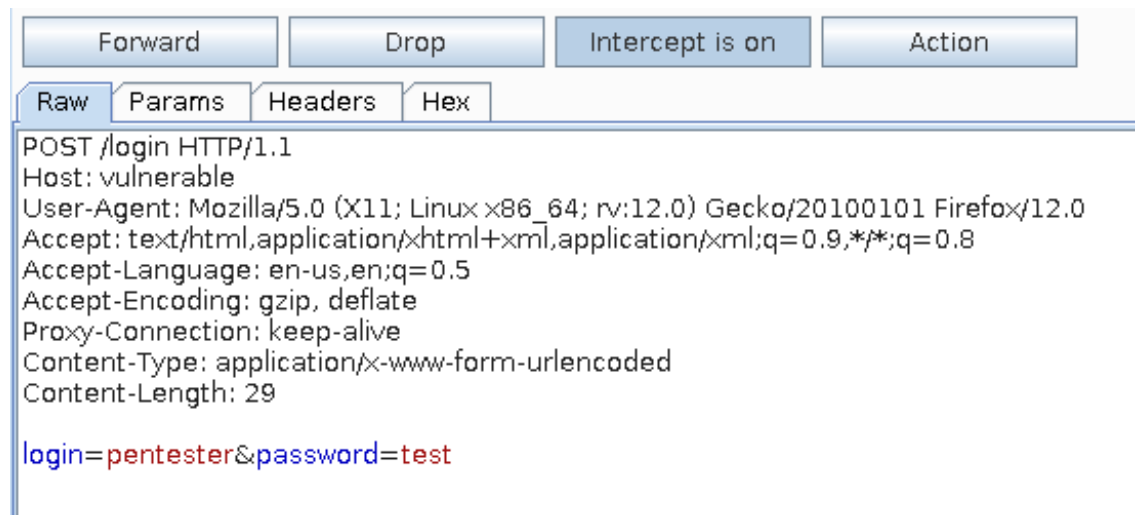 Forward Drop Intercept is on Action
Raw Params Headers Hex
POST /login HTTP/1.1
Host: vulnerable
User-Agent: Mozilla/5.0 (X11; Linux x86_64; rv:12.0) Gecko/20100101 Firefox/12.0
Accept: text/html,application/xhtml+xml,application/xml;q=0.9,*/*;q=0.8
Accept-Language: en-us,en;q=0.5
Accept-Encoding: gzip, deflate
Proxy-Connection: keep-alive
Content-Type: application/x-www-form-urlencoded
Content-Length: 29
login=pentester&password=test